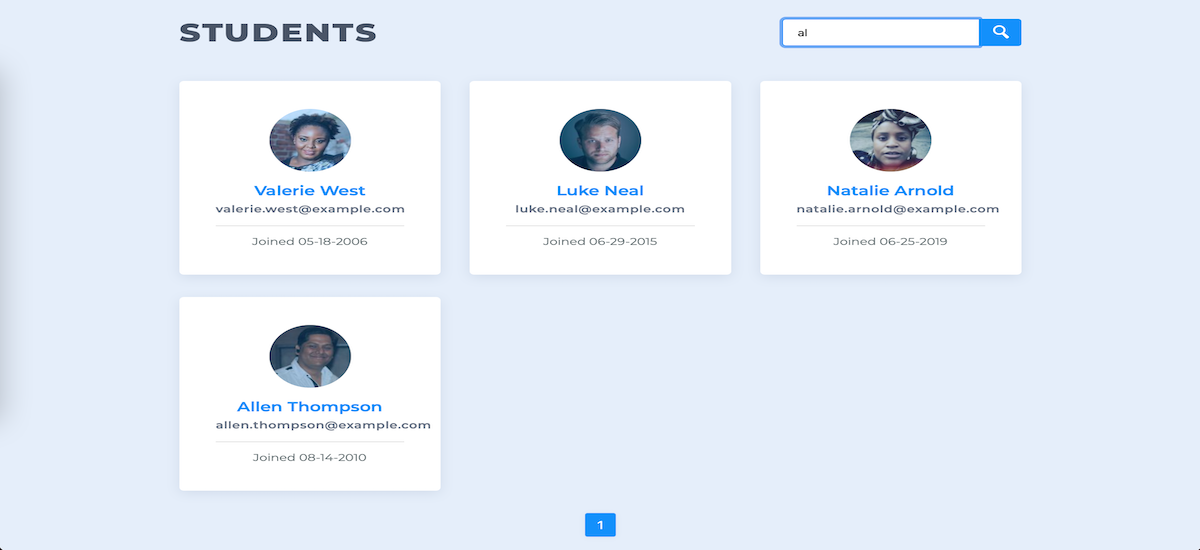 STUDENTS
al
Valerie West
valerie.west@example.com
Joined 05-18-2006
Luke Neal
luke.neal@example.com
Joined 06-29-2015
Natalie Arnold
natalie.arnold@example.com
Joined 06-25-2019
Allen Thompson
allen.thompson@example.com
Joined 08-14-2010
1